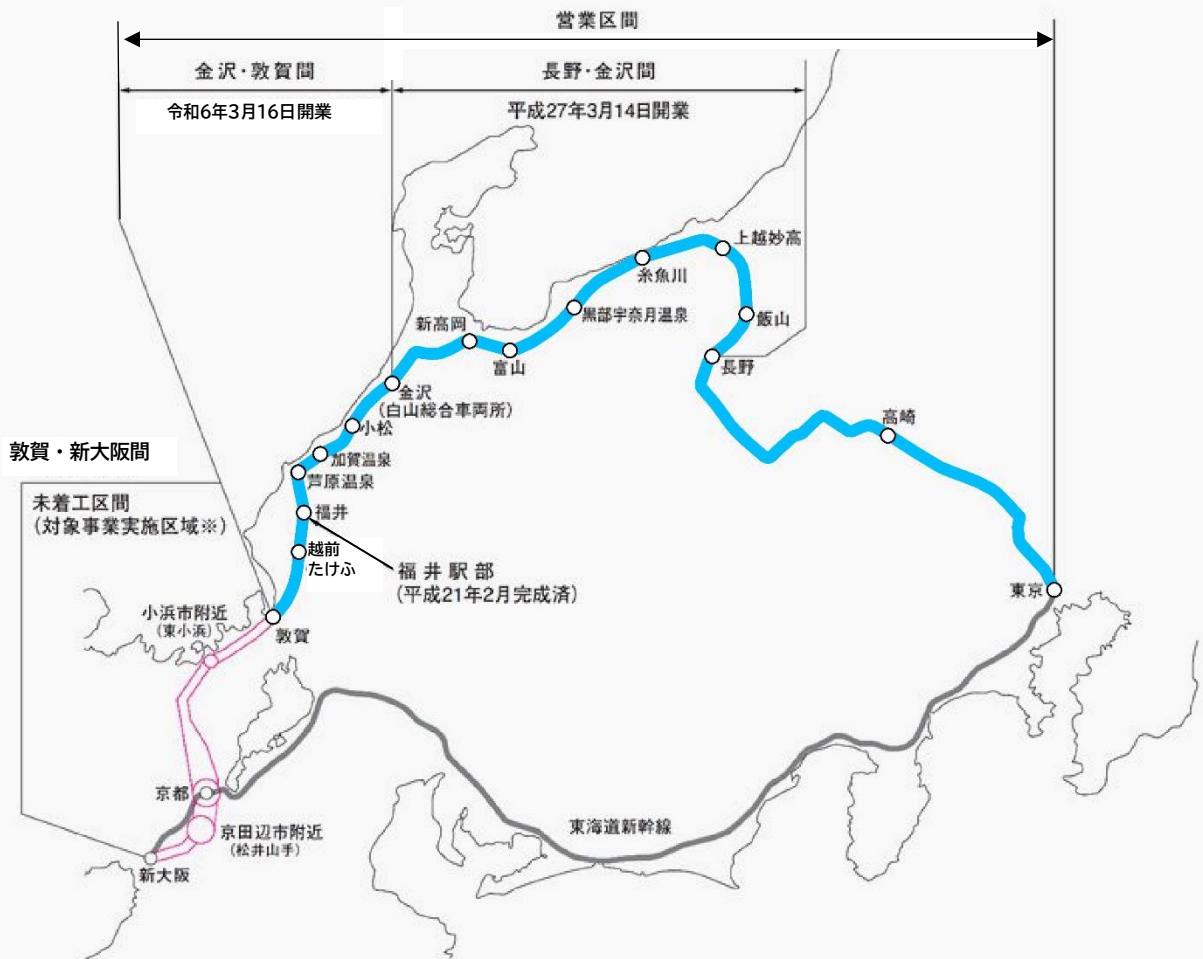 営業区間
金沢・敦賀間
長野・金沢間
令和6年3月16日開業
平成27年3月14日開業
上越妙高
糸魚川
黒部宇奈月温泉
飯山
新高岡
富山
長野
金沢
(白山総合車両所)
高崎
小松
敦賀・新大阪間
加賀温泉
芦原温泉
未着工区間
(対象事業実施区域※)
福井
越前
たけふ
福井駅部
(平成21年2月完成済)
東京
小浜市附近
(東小浜)
敦賀
京都
京田辺市附近
(松井山手)
東海道新幹線
新大阪